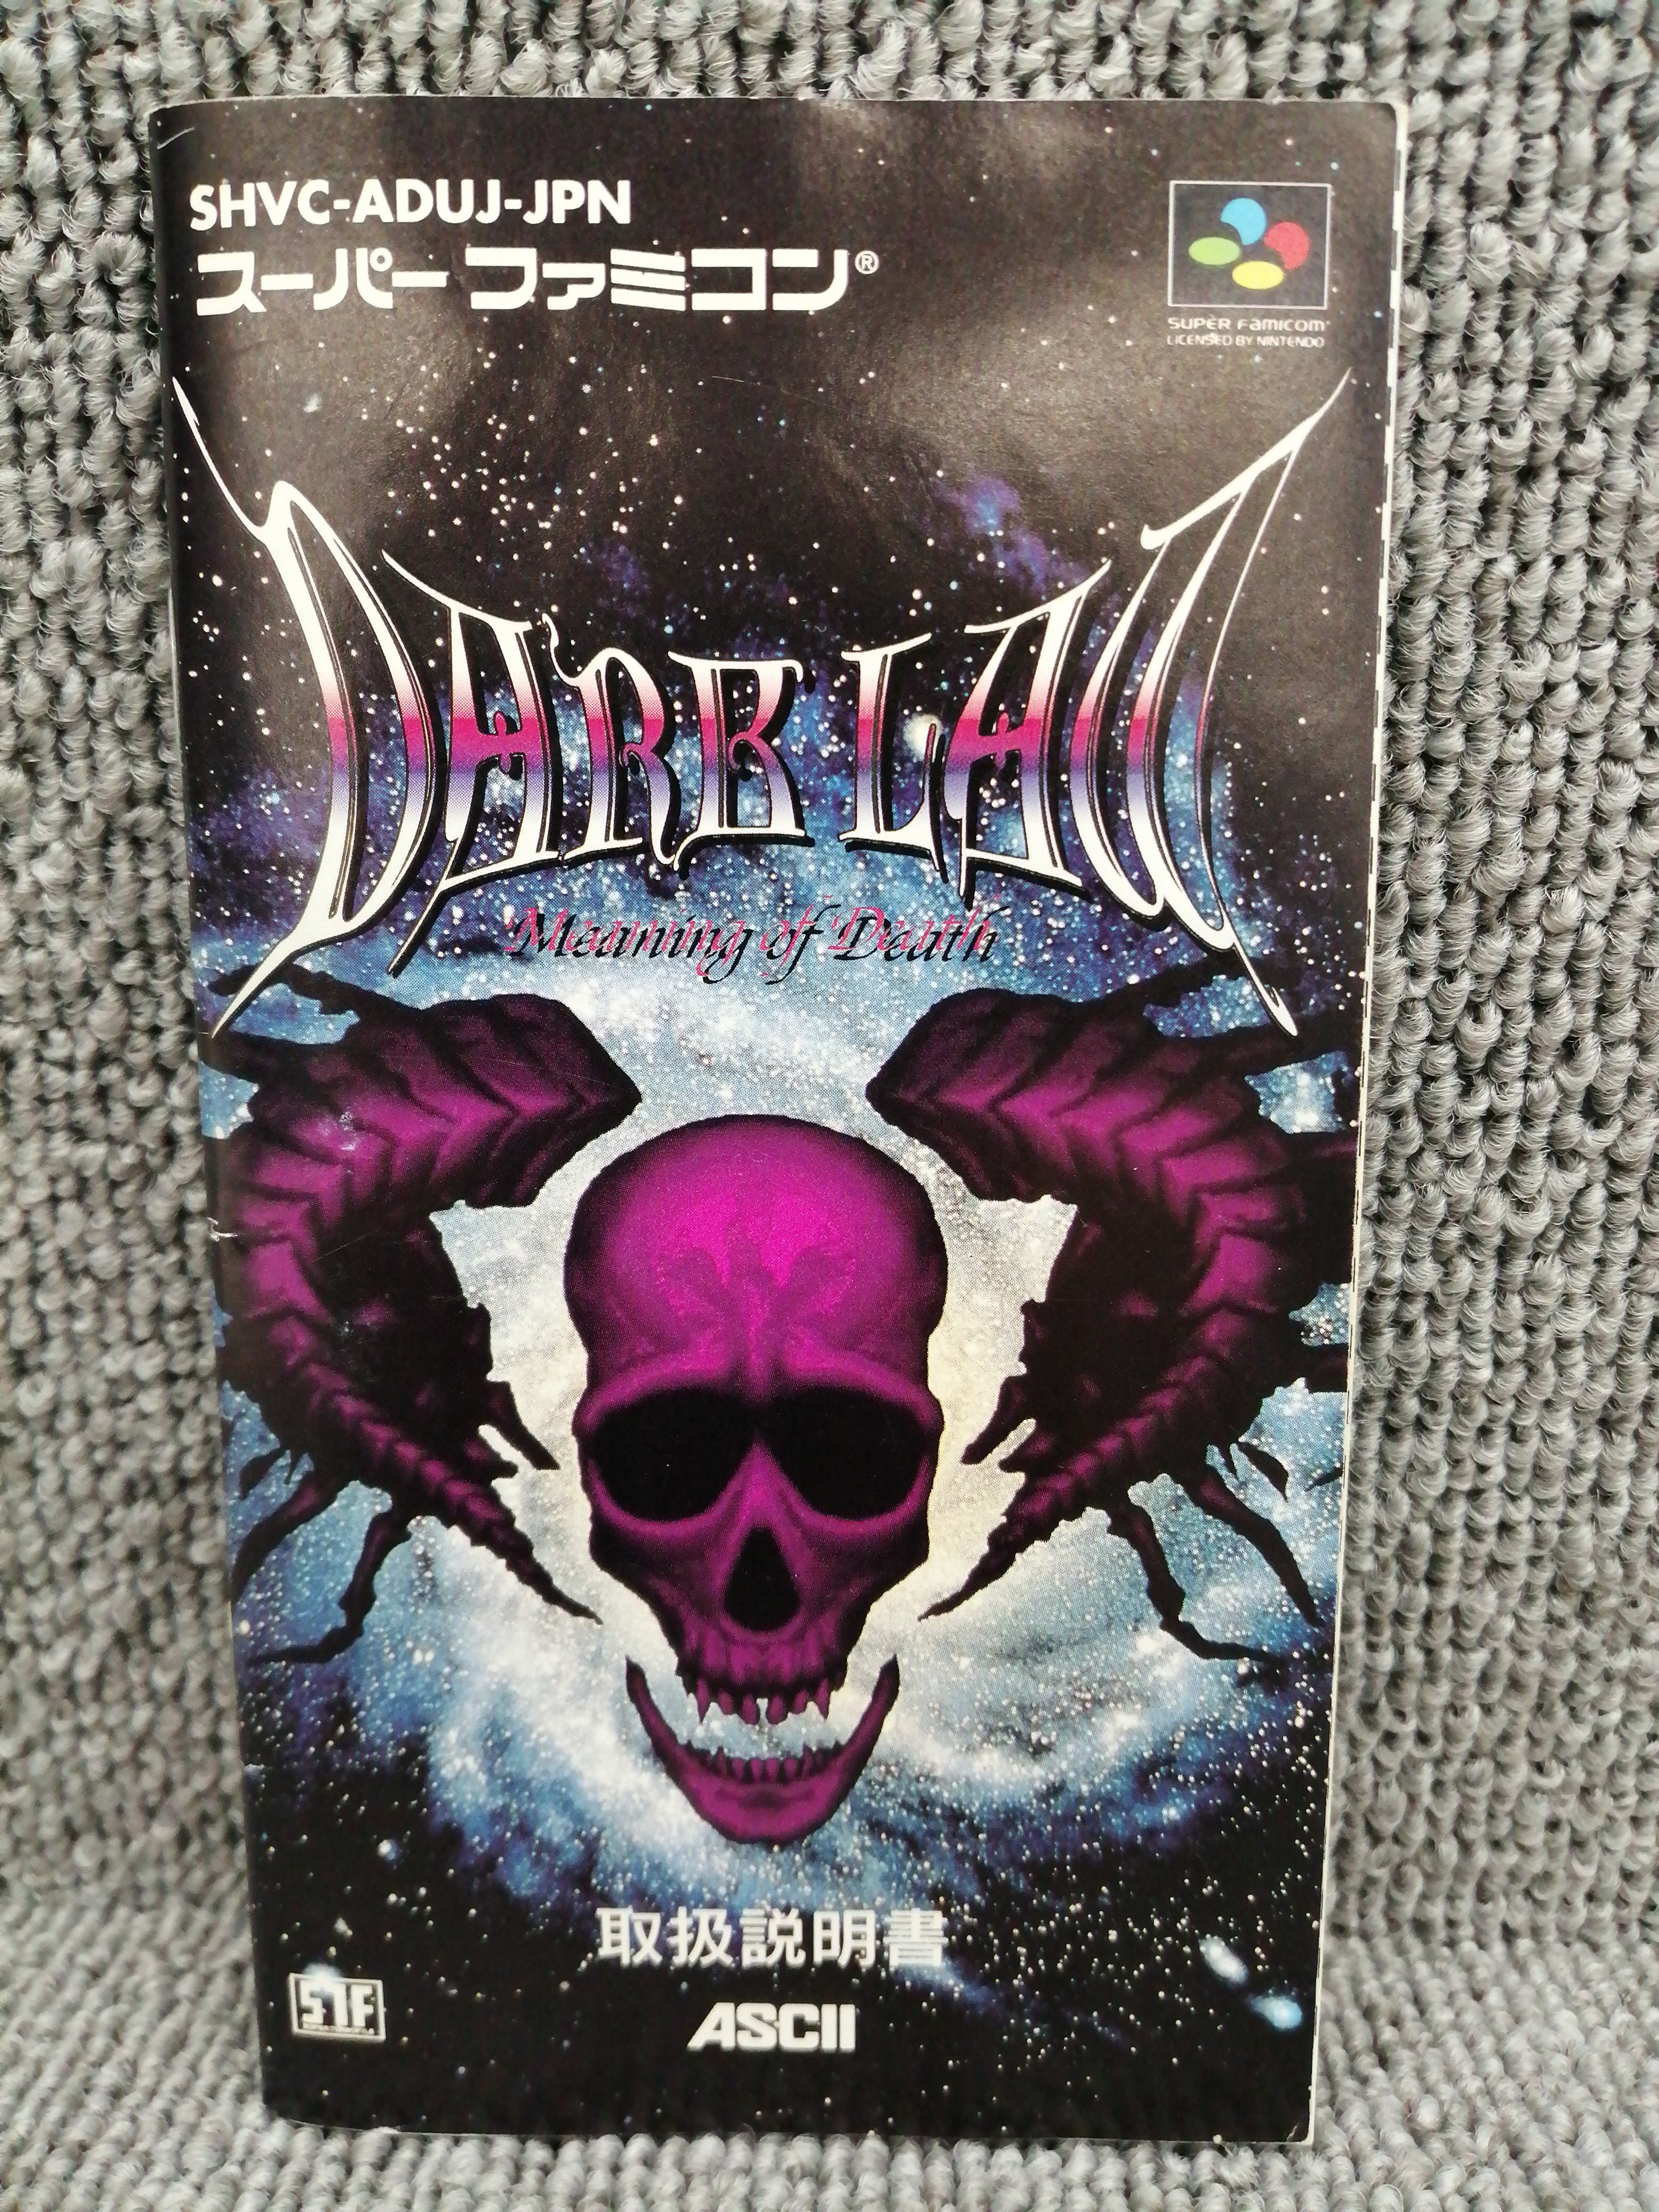 SHVC-ADUJ-JPN
スーパーファミコン®
SUPER FAMICOM
LICENSED BY NINTENDO
DARK LAW
Meaning of Death
取扱説明書
ASCII